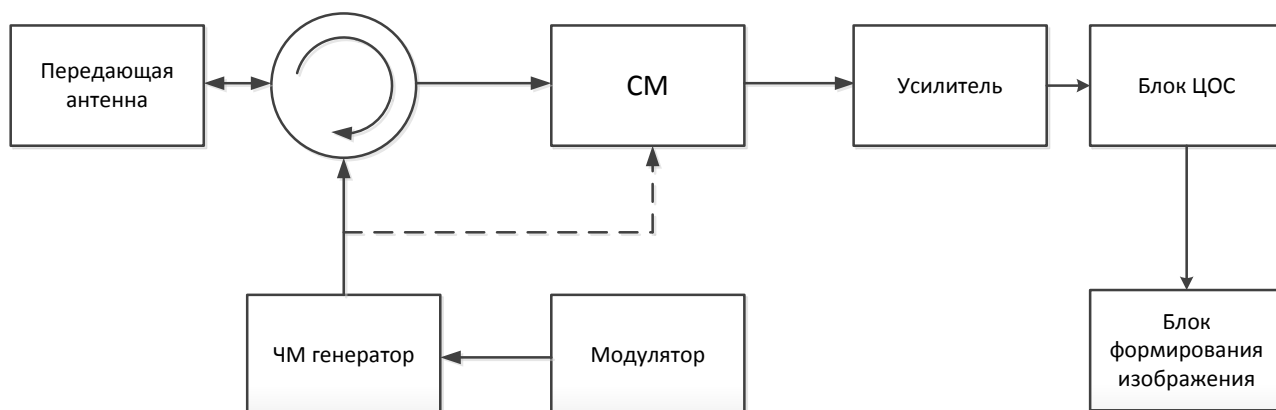 Передающая
антенна
СМ
Усилитель
Блок ЦОС
ЧМ генератор
Модулятор
Блок
формирования
изображения